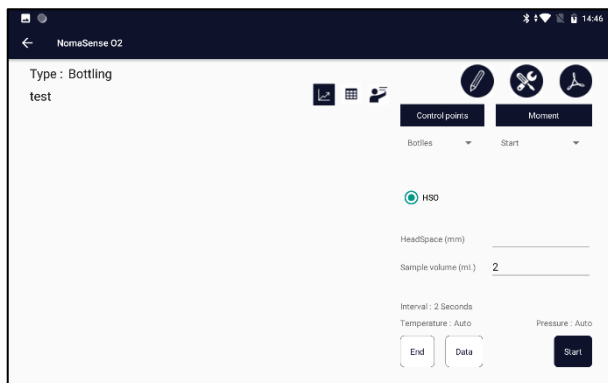 14:46
NomaSense O2
Type : Bottling
test
Control points
Moment
Botlles
Start
HSO
HeadSpace (mm)
Sample volume (mL)
2
Interval : 2 Seconds
Temperature : Auto
Pressure : Auto
End
Data
Start